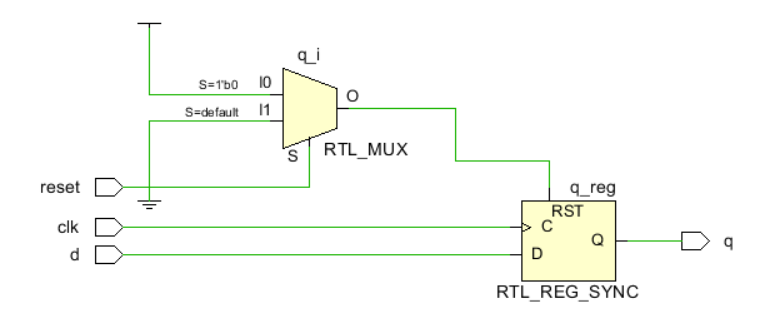 q_i
S=1'b0 I0
S=default I1
O
S
RTL_MUX
reset
q_reg
RST
clk
C
Q
q
d
D
RTL_REG_SYNC